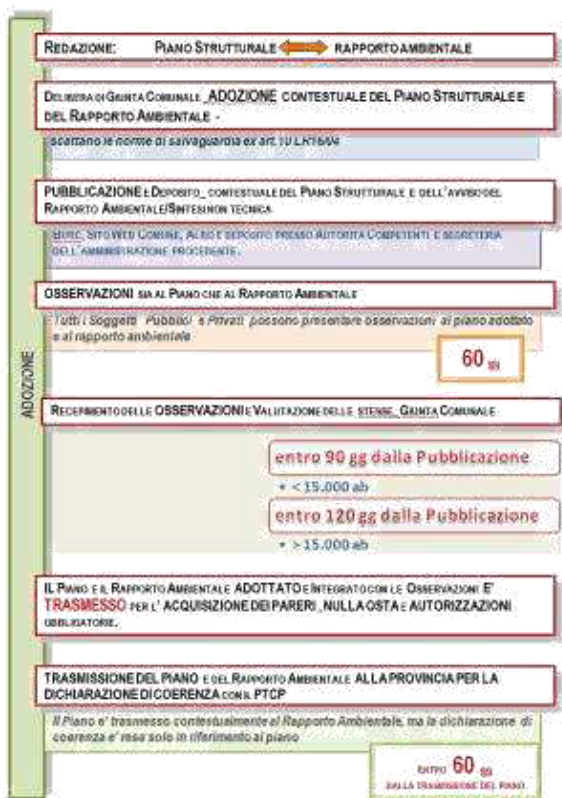 ADOZIONE
REDAZIONE: PIANO STRUTTURALE RAPPORTO AMBIENTALE
DELIBERA DI GIUNTA COMUNALE_ADOZIONE CONTESTUALE DEL PIANO STRUTTURALE E
DEL RAPPORTO AMBIENTALE -
scattano le norme di salvaguardia ex art.10 LR16/04
PUBBLICAZIONE E DEPOSITO_ CONTESTUALE DEL PIANO STRUTTURALE E DELL'AVVISO DEL
RAPPORTO AMBIENTALE/SINTESI NON TECNICA
BURC, SITO WEB COMUNE, ALBO E DEPOSITO PRESSO AUTORITÀ COMPETENTI E SEGRETERIA
DELL'AMMINISTRAZIONE PROCEDENTE.
OSSERVAZIONI SIA AL PIANO CHE AL RAPPORTO AMBIENTALE
Tutti i Soggetti Pubblici e Privati possono presentare osservazioni al piano adottato
e al rapporto ambientale
60 gg
RECEPIMENTO DELLE OSSERVAZIONI E VALUTAZIONE DELLE STESSE_GIUNTA COMUNALE
entro 90 gg dalla Pubblicazione
• < 15.000 ab
entro 120 gg dalla Pubblicazione
• > 15.000 ab
IL PIANO E IL RAPPORTO AMBIENTALE ADOTTATO E INTEGRATO CON LE OSSERVAZIONI E'
TRASMESSO PER L' ACQUISIZIONE DEI PARERI, NULLA OSTA E AUTORIZZAZIONI
OBBLIGATORIE.
TRASMISSIONE DEL PIANO E DEL RAPPORTO AMBIENTALE ALLA PROVINCIA PER LA
DICHIARAZIONE DI COERENZA CON IL PTCP
Il Piano e' trasmesso contestualmente al Rapporto Ambientale, ma la dichiarazione di
coerenza e' resa solo in riferimento al piano
ENTRO 60 gg
DALLA TRASMISSIONE DEL PIANO